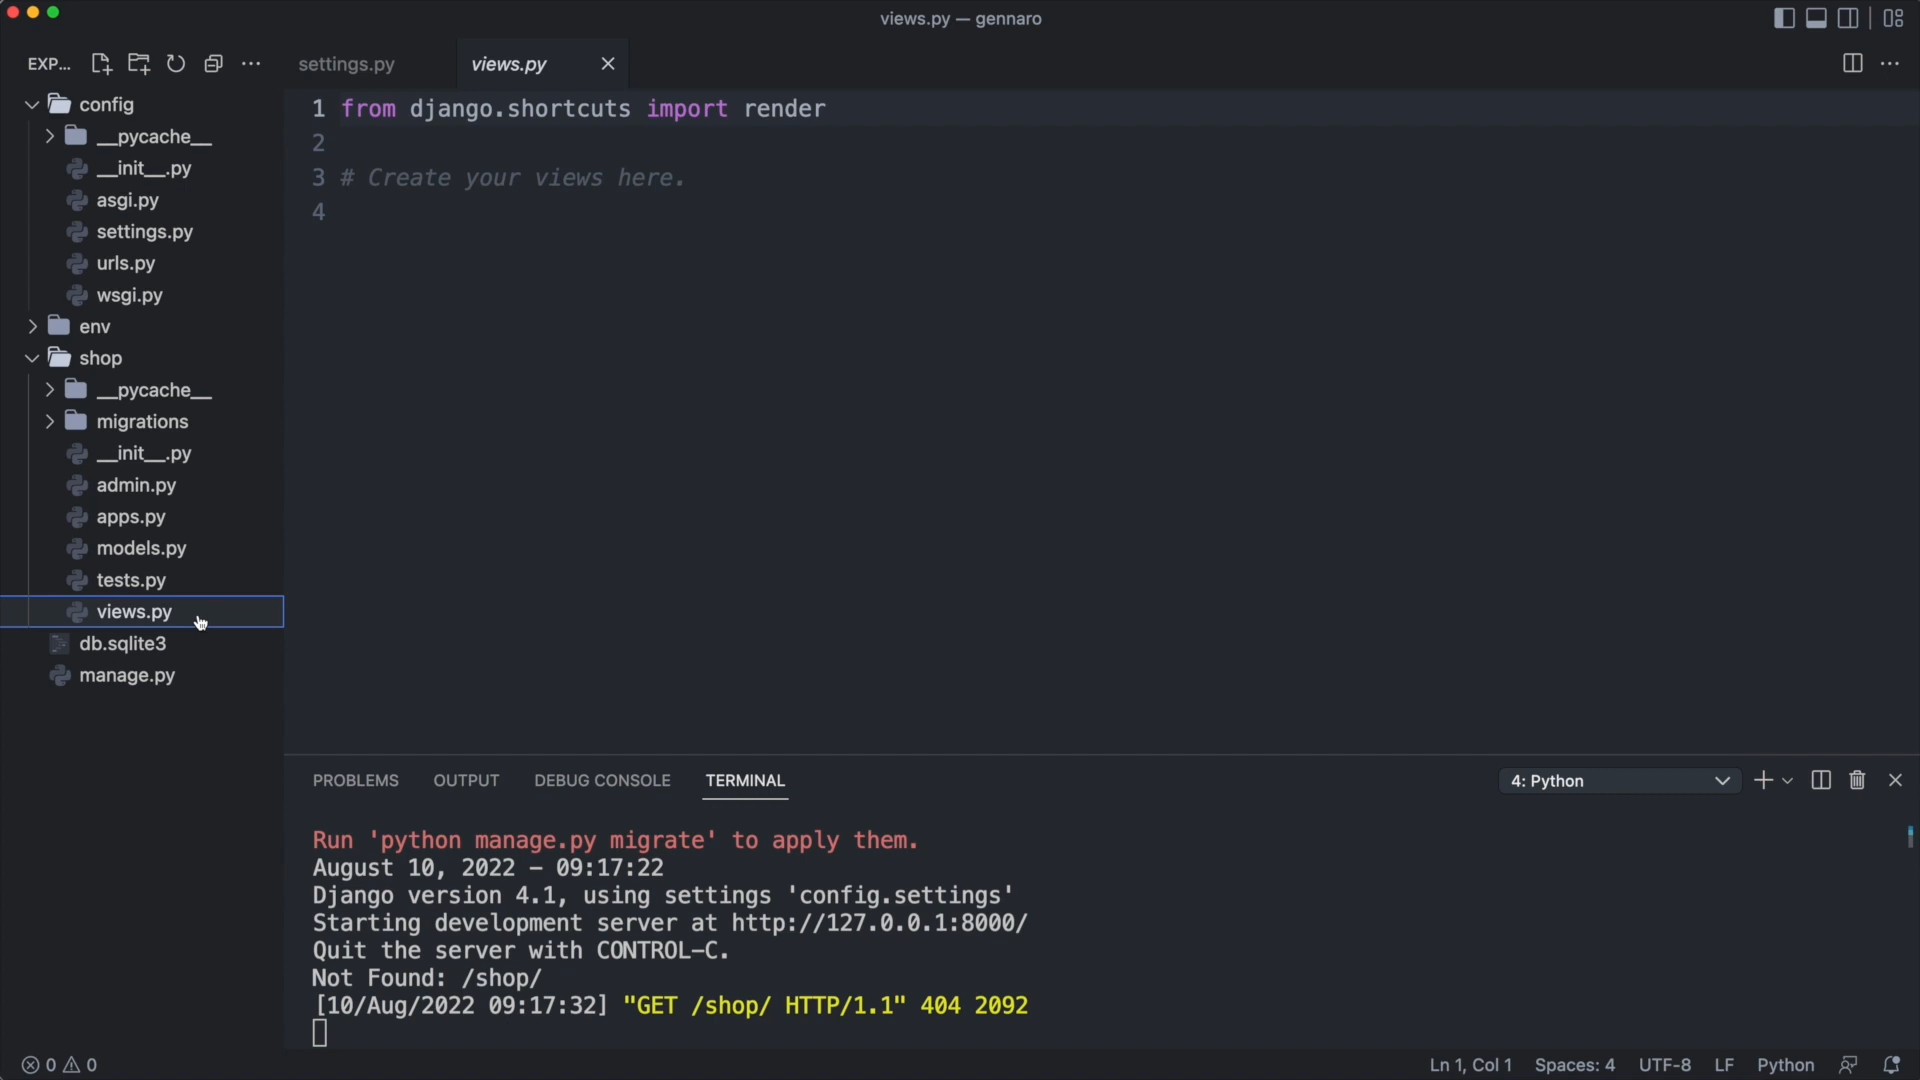 views.py — gennaro
EXP...
settings.py
views.py
config
__pycache__
__init__.py
asgi.py
settings.py
urls.py
wsgi.py
env
shop
__pycache__
migrations
__init__.py
admin.py
apps.py
models.py
tests.py
views.py
db.sqlite3
manage.py
1 from django.shortcuts import render
2
3 # Create your views here.
4
PROBLEMS OUTPUT DEBUG CONSOLE TERMINAL
4: Python
Run 'python manage.py migrate' to apply them.
August 10, 2022 – 09:17:22
Django version 4.1, using settings 'config.settings'
Starting development server at http://127.0.0.1:8000/
Quit the server with CONTROL-C.
Not Found: /shop/
[10/Aug/2022 09:17:32] "GET /shop/ HTTP/1.1" 404 2092
0 0
Ln 1, Col 1 Spaces: 4 UTF-8 LF Python